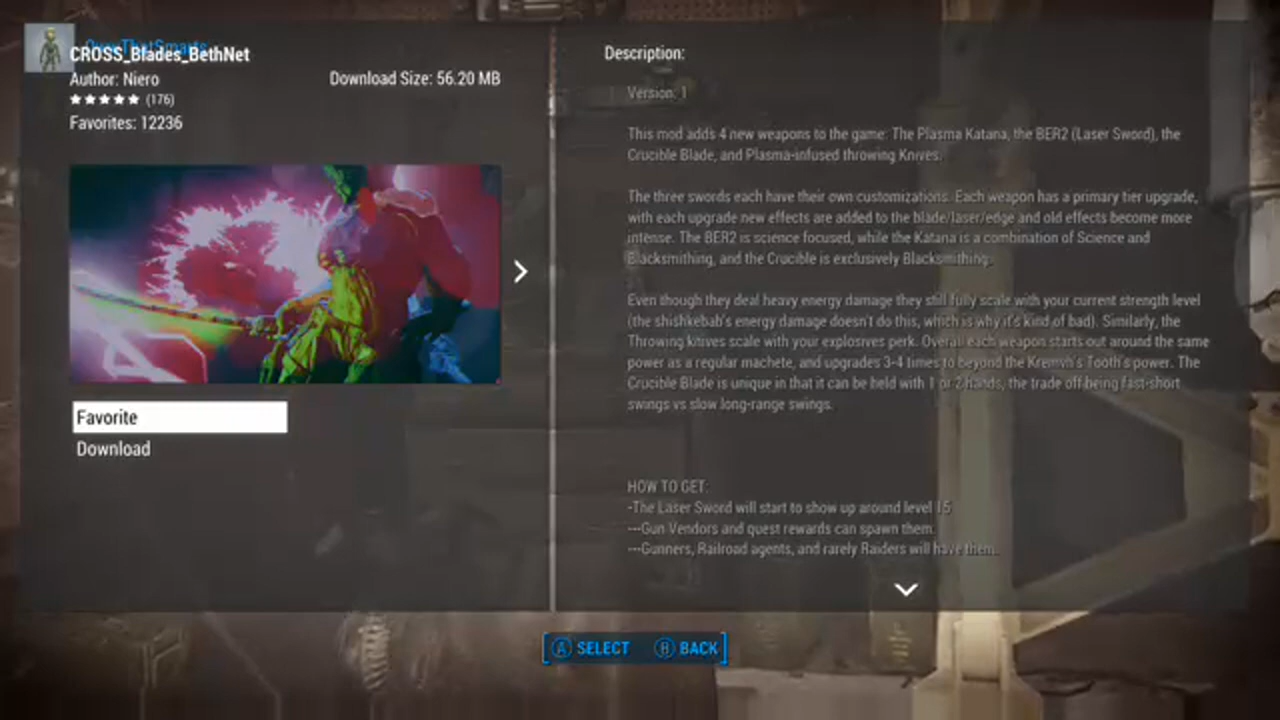 OverThatSmarts
CROSS_Blades_BethNet
Author: Niero
Download Size: 56.20 MB
(176)
Favorites: 12236
Favorite
Download
Description:
Version: 1
This mod adds 4 new weapons to the game: The Plasma Katana, the BER2 (Laser Sword), the
Crucible Blade, and Plasma-infused throwing Knives.
The three swords each have their own customizations. Each weapon has a primary tier upgrade,
with each upgrade new effects are added to the blade/laser/edge and old effects become more
intense. The BER2 is science focused, while the Katana is a combination of Science and
Blacksmithing, and the Crucible is exclusively Blacksmithing.
Even though they deal heavy energy damage they still fully scale with your current strength level
(the shishkebab's energy damage doesn't do this, which is why it's kind of bad). Similarly, the
Throwing knives scale with your explosives perk. Overall each weapon starts out around the same
power as a regular machete, and upgrades 3-4 times to beyond the Kremvh's Tooth's power. The
Crucible Blade is unique in that it can be held with 1 or 2 hands, the trade off being fast-short
swings vs slow long-range swings.
HOW TO GET:
-The Laser Sword will start to show up around level 15
---Gun Vendors and quest rewards can spawn them.
---Gunners, Railroad agents, and rarely Raiders will have them.
A SELECT
B BACK